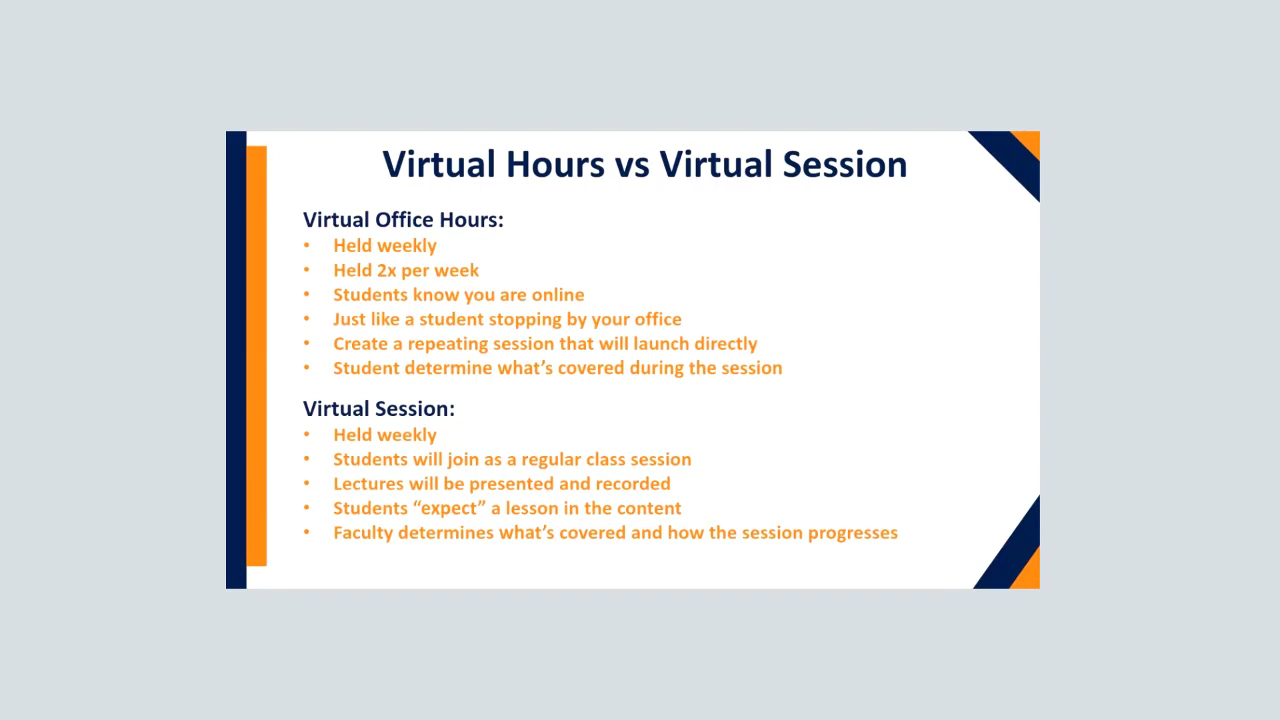 Virtual Hours vs Virtual Session
Virtual Office Hours:
• Held weekly
• Held 2x per week
• Students know you are online
• Just like a student stopping by your office
• Create a repeating session that will launch directly
• Student determine what’s covered during the session
Virtual Session:
• Held weekly
• Students will join as a regular class session
• Lectures will be presented and recorded
• Students “expect” a lesson in the content
• Faculty determines what’s covered and how the session progresses